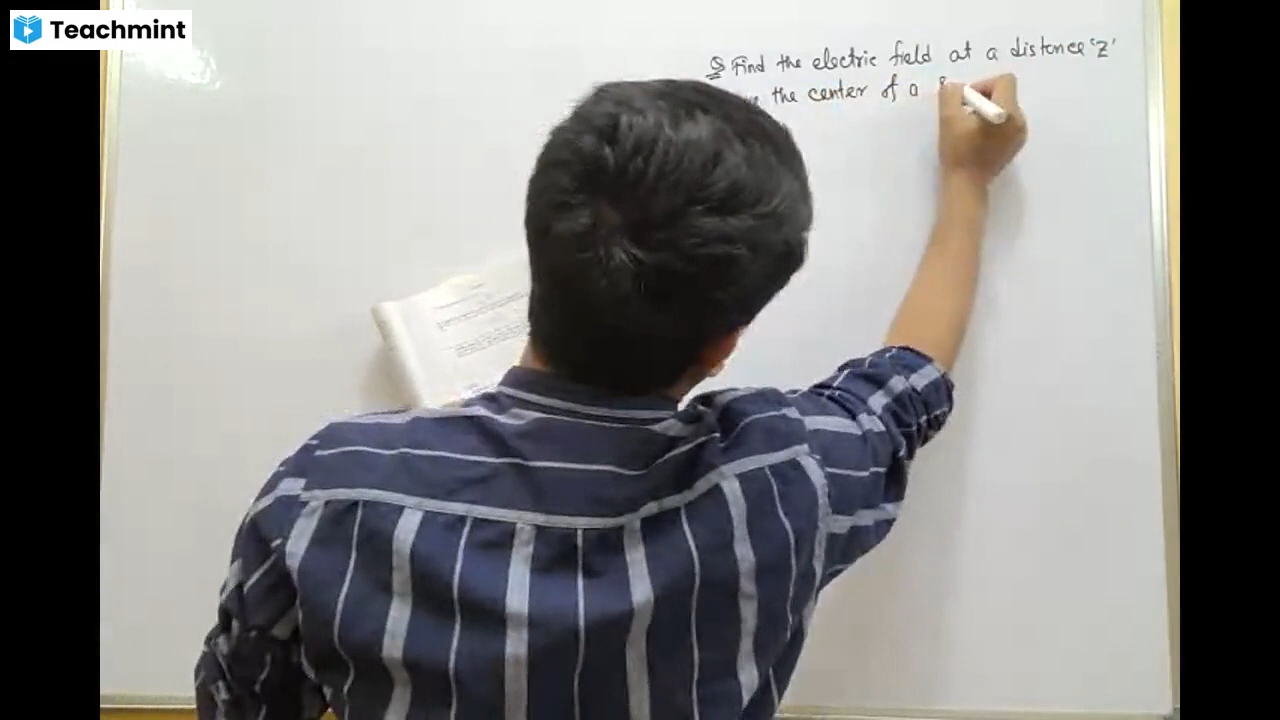 Teachmint
Q Find the electric field at a distance 'z'
the center of a